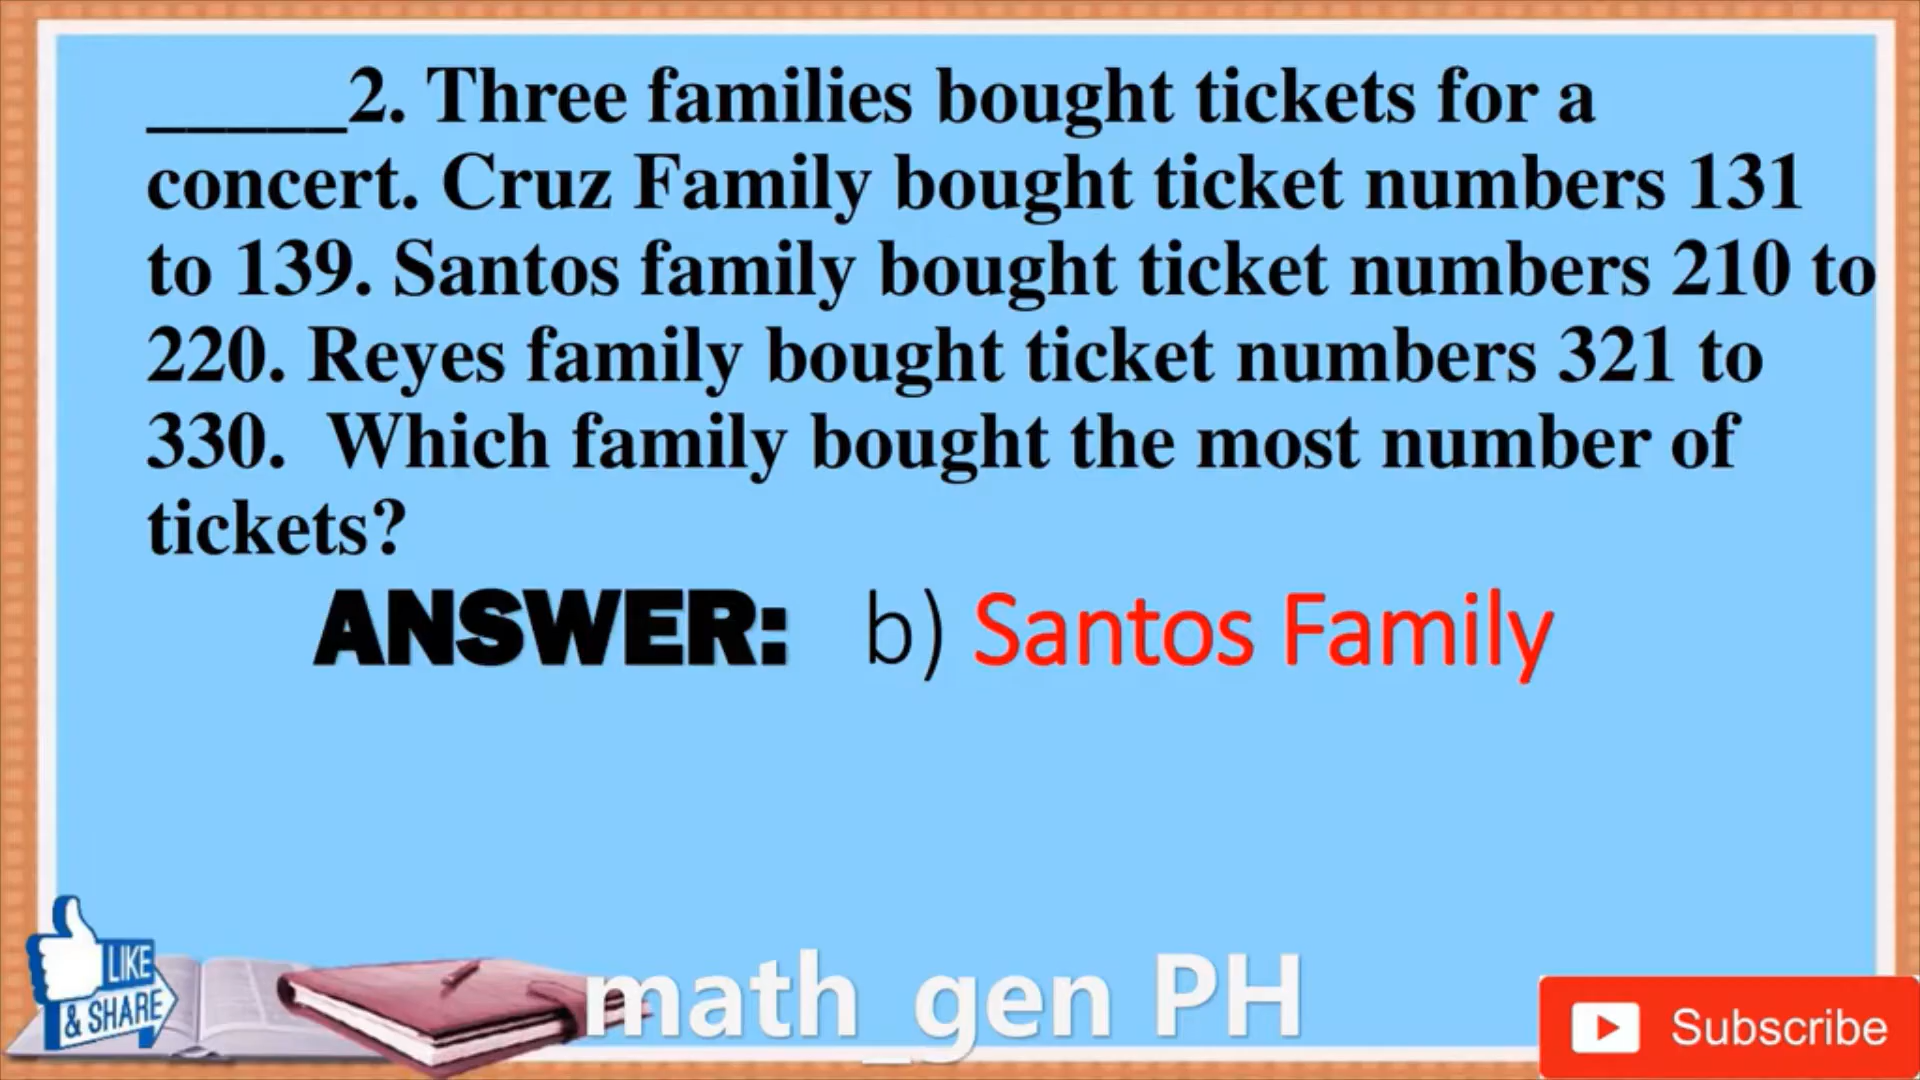 _____2. Three families bought tickets for a
concert. Cruz Family bought ticket numbers 131
to 139. Santos family bought ticket numbers 210 to
220. Reyes family bought ticket numbers 321 to
330.  Which family bought the most number of
tickets?
ANSWER: b) Santos Family
LIKE
& SHARE
math_gen PH
Subscribe